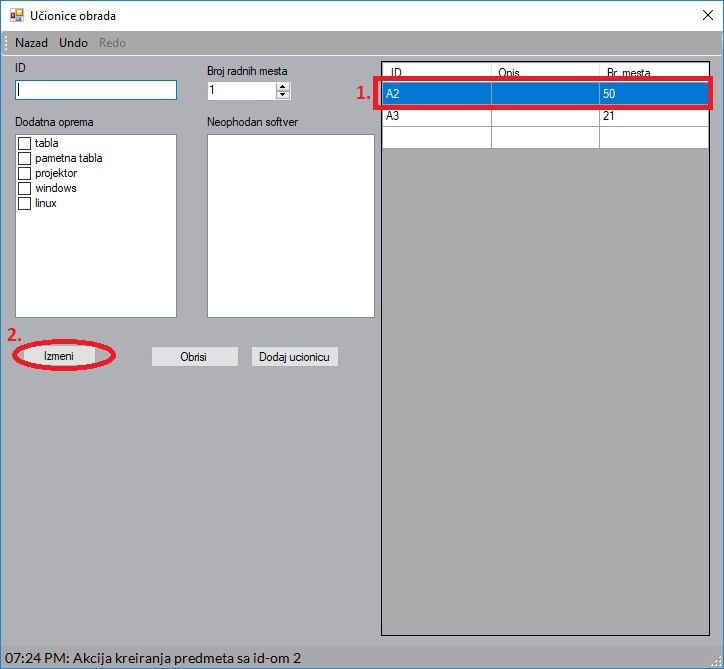 Učionice obrada
Nazad Undo Redo
ID
Broj radnih mesta
1
Dodatna oprema
Neophodan softver
tabla
pametna tabla
projektor
windows
linux
2.
Izmeni
Obrisi
Dodaj ucionicu
ID Opis Br. mesta
1.
A2 50
A3 21
07:24 PM: Akcija kreiranja predmeta sa id-om 2